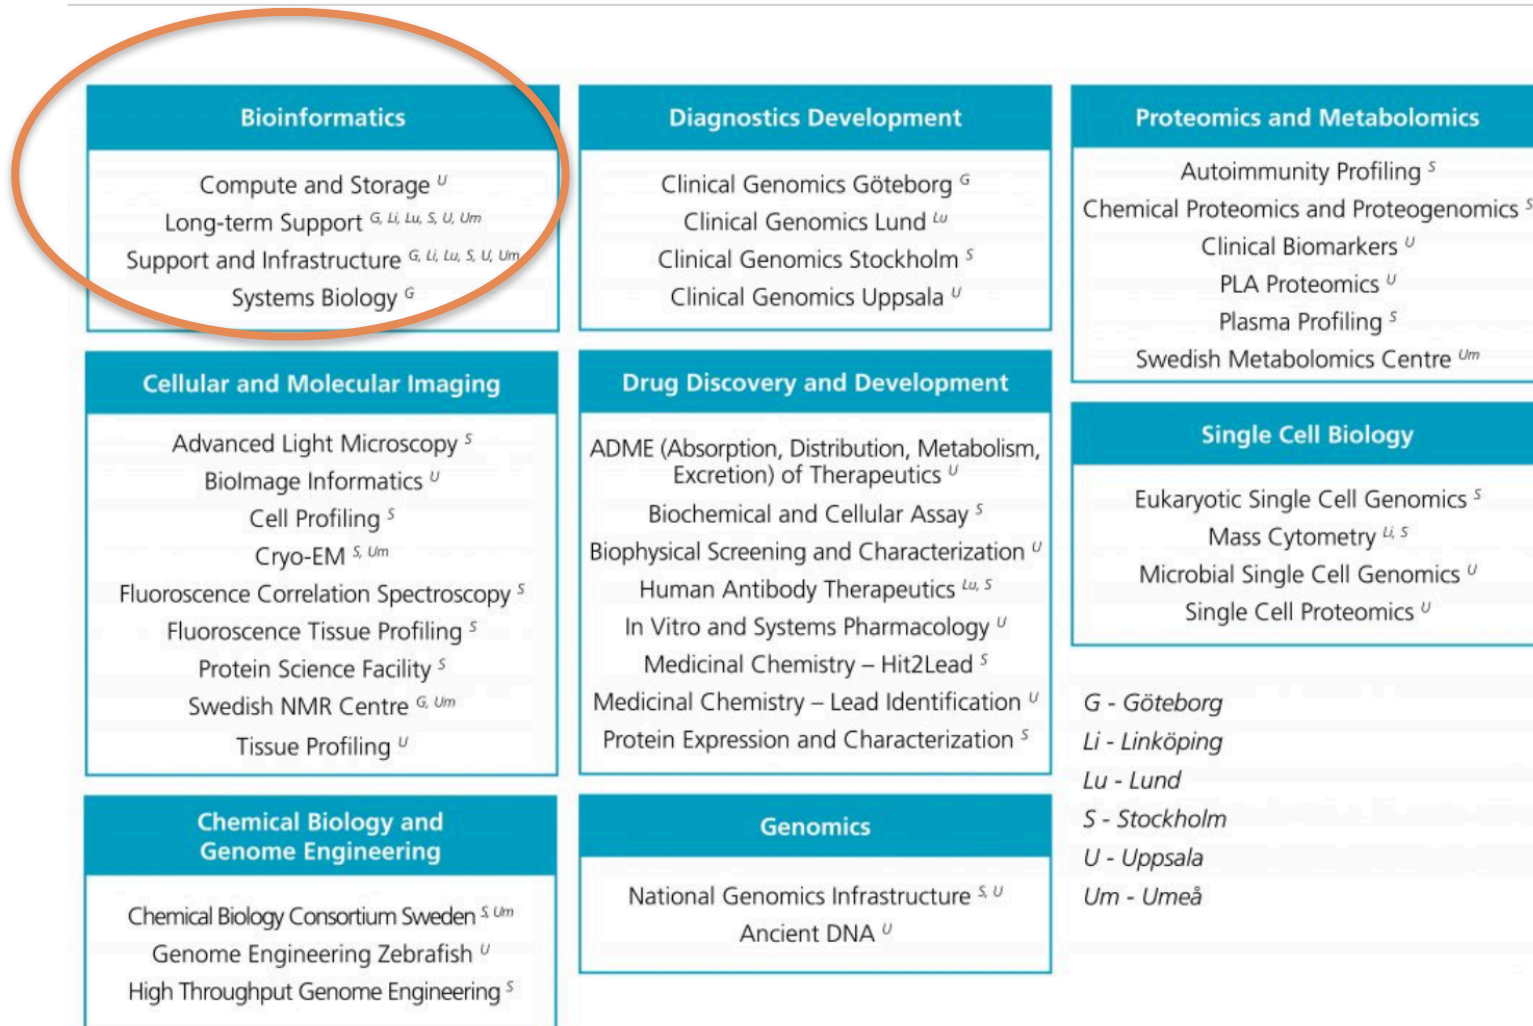 Bioinformatics
Compute and Storage U
Long-term Support G, Li, Lu, S, U, Um
Support and Infrastructure G, Li, Lu, S, U, Um
Systems Biology G
Diagnostics Development
Clinical Genomics Göteborg G
Clinical Genomics Lund Lu
Clinical Genomics Stockholm S
Clinical Genomics Uppsala U
Proteomics and Metabolomics
Autoimmunity Profiling S
Chemical Proteomics and Proteogenomics S
Clinical Biomarkers U
PLA Proteomics U
Plasma Profiling S
Swedish Metabolomics Centre Um
Cellular and Molecular Imaging
Advanced Light Microscopy S
BioImage Informatics U
Cell Profiling S
Cryo-EM S, Um
Fluoroscence Correlation Spectroscopy S
Fluoroscence Tissue Profiling S
Protein Science Facility S
Swedish NMR Centre G, Um
Tissue Profiling U
Drug Discovery and Development
ADME (Absorption, Distribution, Metabolism,
Excretion) of Therapeutics U
Biochemical and Cellular Assay S
Biophysical Screening and Characterization U
Human Antibody Therapeutics Lu, S
In Vitro and Systems Pharmacology U
Medicinal Chemistry – Hit2Lead S
Medicinal Chemistry – Lead Identification U
Protein Expression and Characterization S
Single Cell Biology
Eukaryotic Single Cell Genomics S
Mass Cytometry Li, S
Microbial Single Cell Genomics U
Single Cell Proteomics U
Chemical Biology and
Genome Engineering
Chemical Biology Consortium Sweden S, Um
Genome Engineering Zebrafish U
High Throughput Genome Engineering S
Genomics
National Genomics Infrastructure S, U
Ancient DNA U
G - Göteborg
Li - Linköping
Lu - Lund
S - Stockholm
U - Uppsala
Um - Umeå